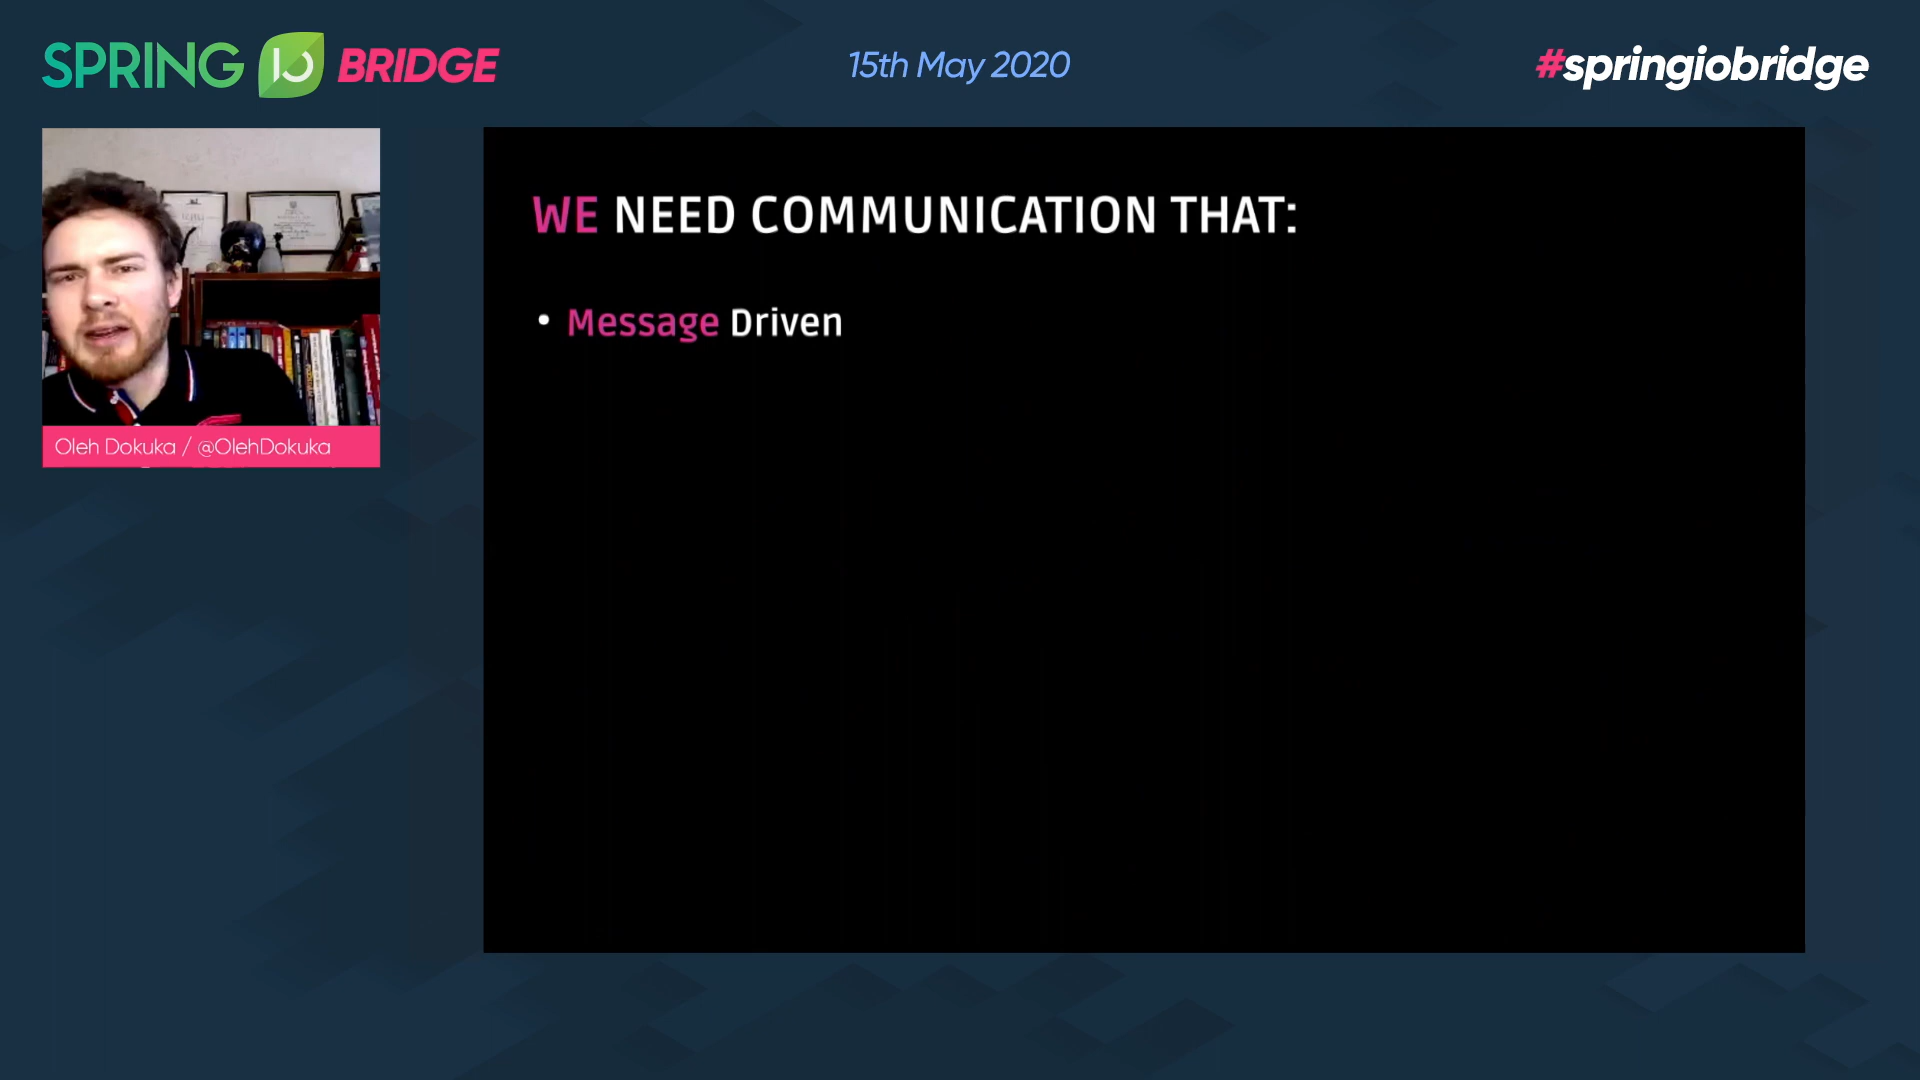 SPRING IO BRIDGE
15th May 2020
#springiobridge
Oleh Dokuka / @OlehDokuka
WE NEED COMMUNICATION THAT:
• Message Driven